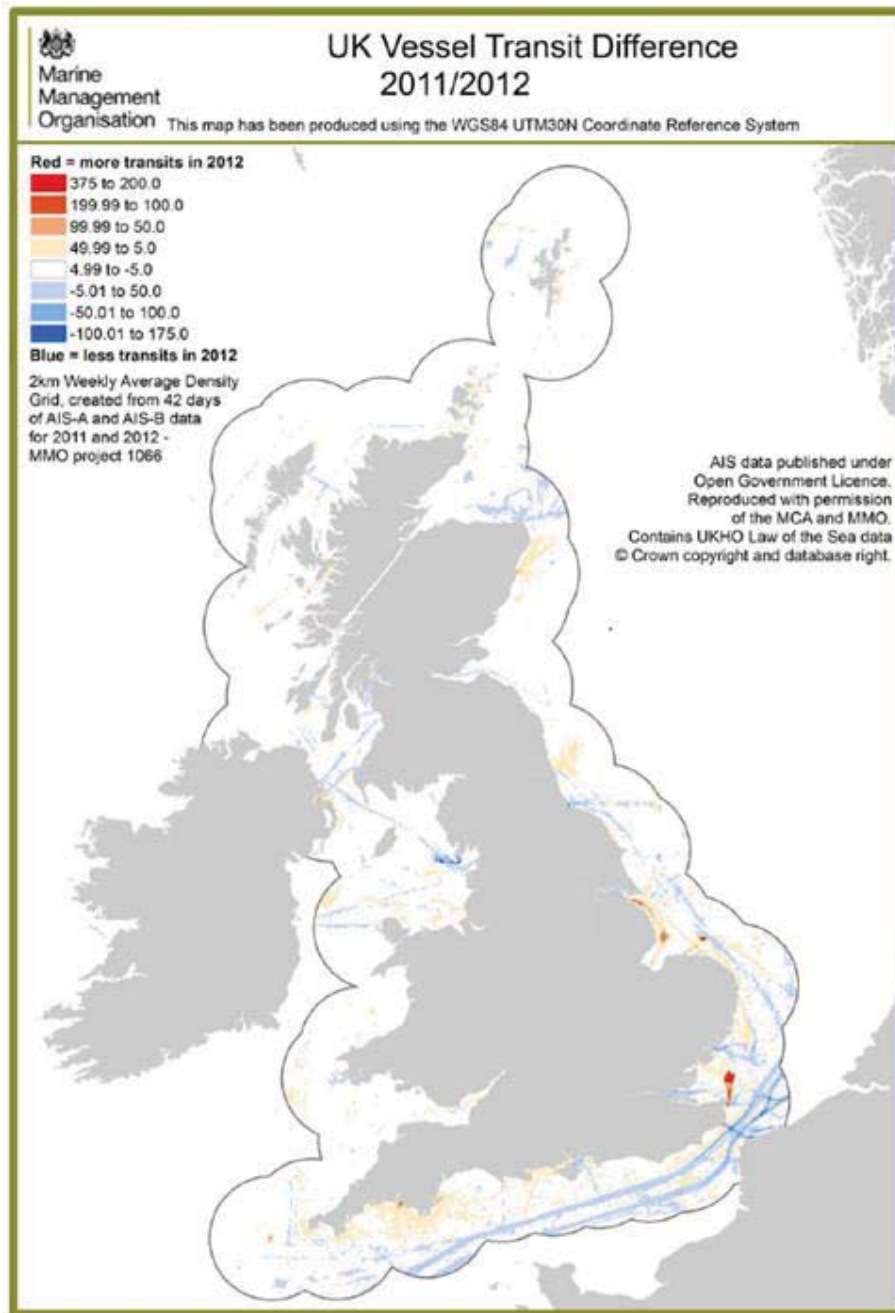 UK Vessel Transit Difference
2011/2012
Marine
Management
Organisation
This map has been produced using the WGS84 UTM30N Coordinate Reference System
Red = more transits in 2012
375 to 200.0
199.99 to 100.0
99.99 to 50.0
49.99 to 5.0
4.99 to -5.0
-5.01 to 50.0
-50.01 to 100.0
-100.01 to 175.0
Blue = less transits in 2012
2km Weekly Average Density
Grid, created from 42 days
of AIS-A and AIS-B data
for 2011 and 2012 -
MMO project 1066
AIS data published under
Open Government Licence.
Reproduced with permission
of the MCA and MMO.
Contains UKHO Law of the Sea data
© Crown copyright and database right.